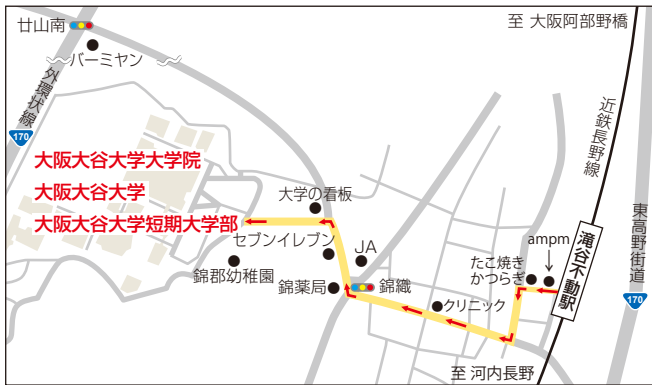 廿山南
バーミヤン
至 大阪阿部野橋
外環状線
170
近鉄長野線
大阪大谷大学大学院
大阪大谷大学
大阪大谷大学短期大学部
大学の看板
セブンイレブン
JA
錦郡幼稚園
錦薬局
錦織
クリニック
たこ焼き
かつらぎ
ampm
滝谷不動駅
東高野街道
170
至 河内長野